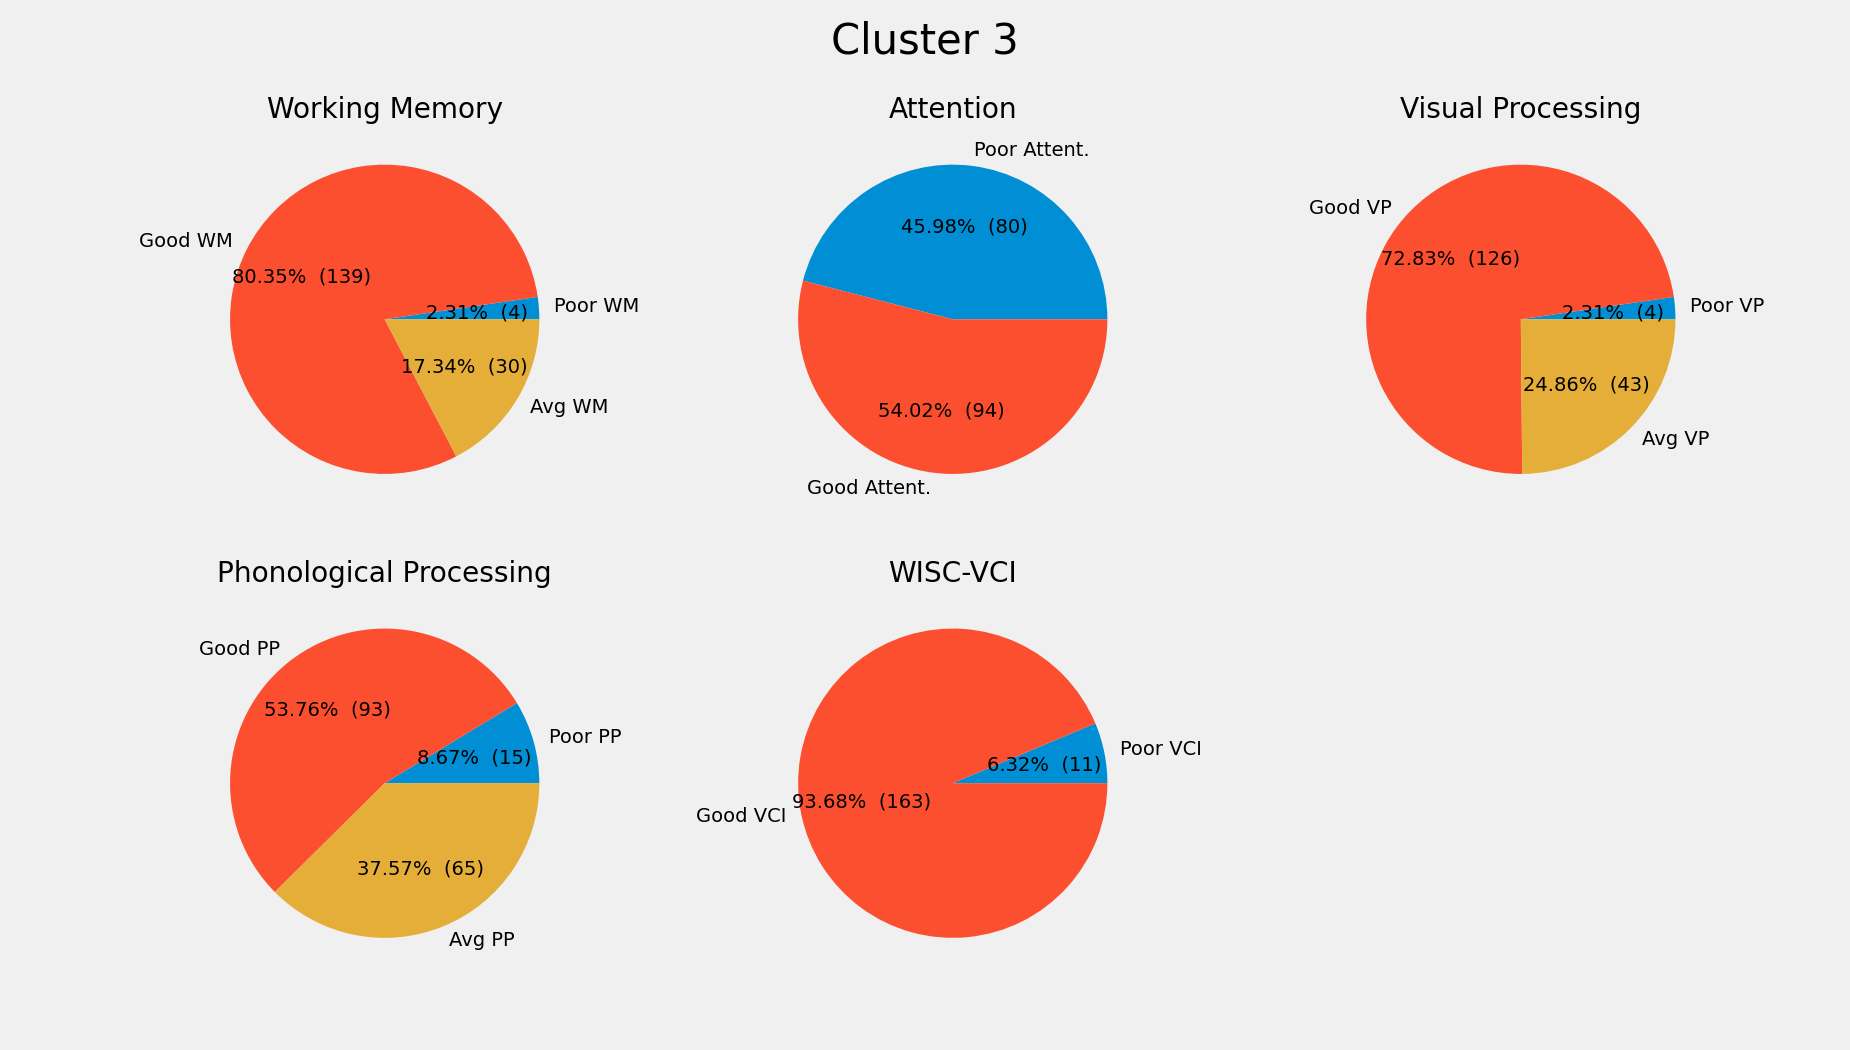 Cluster 3
Working Memory
Good WM
80.35%  (139)
2.31%  (4)
Poor WM
17.34%  (30)
Avg WM
Attention
Poor Attent.
45.98%  (80)
54.02%  (94)
Good Attent.
Visual Processing
Good VP
72.83%  (126)
2.31%  (4)
Poor VP
24.86%  (43)
Avg VP
Phonological Processing
Good PP
53.76%  (93)
Poor PP
8.67%  (15)
37.57%  (65)
Avg PP
WISC-VCI
Poor VCI
6.32%  (11)
93.68%  (163)
Good VCI